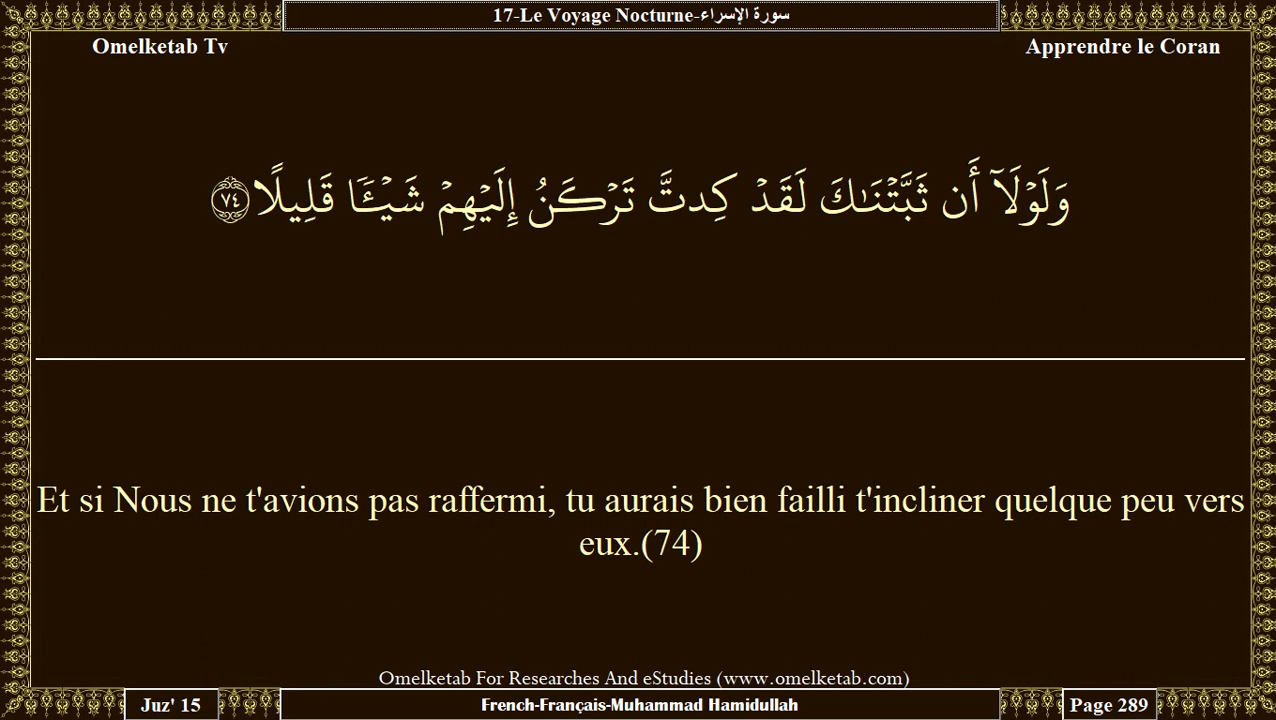 17-Le Voyage Nocturne-سورة الإسراء
Omelketab Tv
Apprendre le Coran
وَلَوْلَآ أَن ثَبَّتْنَـٰكَ لَقَدْ كِدتَّ تَرْكَنُ إِلَيْهِمْ شَيْـًٔا قَلِيلًا ٧٤
Et si Nous ne t'avions pas raffermi, tu aurais bien failli t'incliner quelque peu vers
eux.(74)
Omelketab For Researches And eStudies (www.omelketab.com)
Juz' 15
French-Français-Muhammad Hamidullah
Page 289